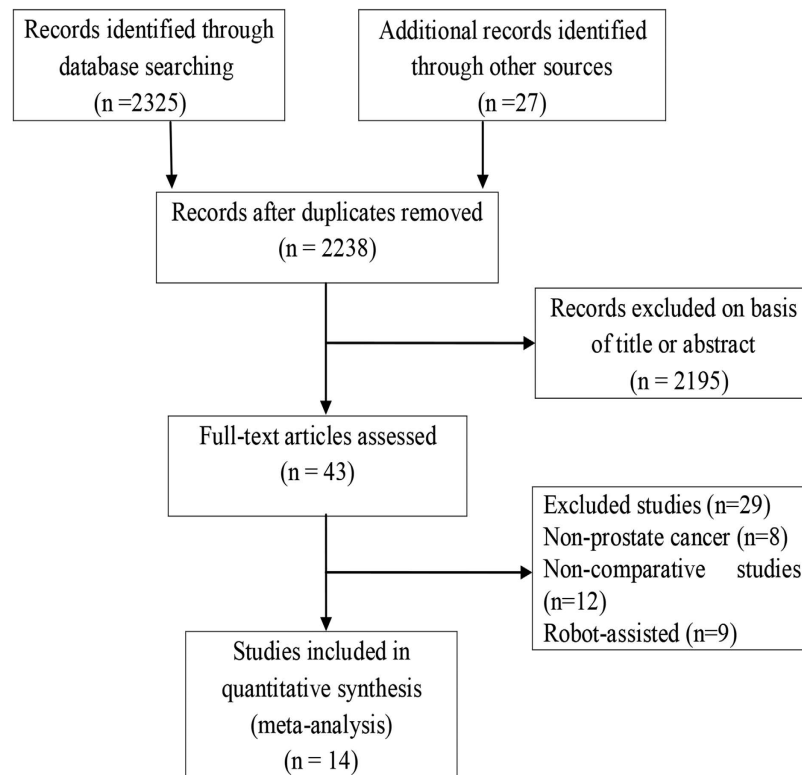 Records identified through
database searching
(n =2325)
Additional records identified
through other sources
(n =27)
Records after duplicates removed
(n = 2238)
Records excluded on basis
of title or abstract
(n = 2195)
Full-text articles assessed
(n = 43)
Excluded studies (n=29)
Non-prostate cancer (n=8)
Non-comparative studies
(n=12)
Robot-assisted (n=9)
Studies included in
quantitative synthesis
(meta-analysis)
(n = 14)